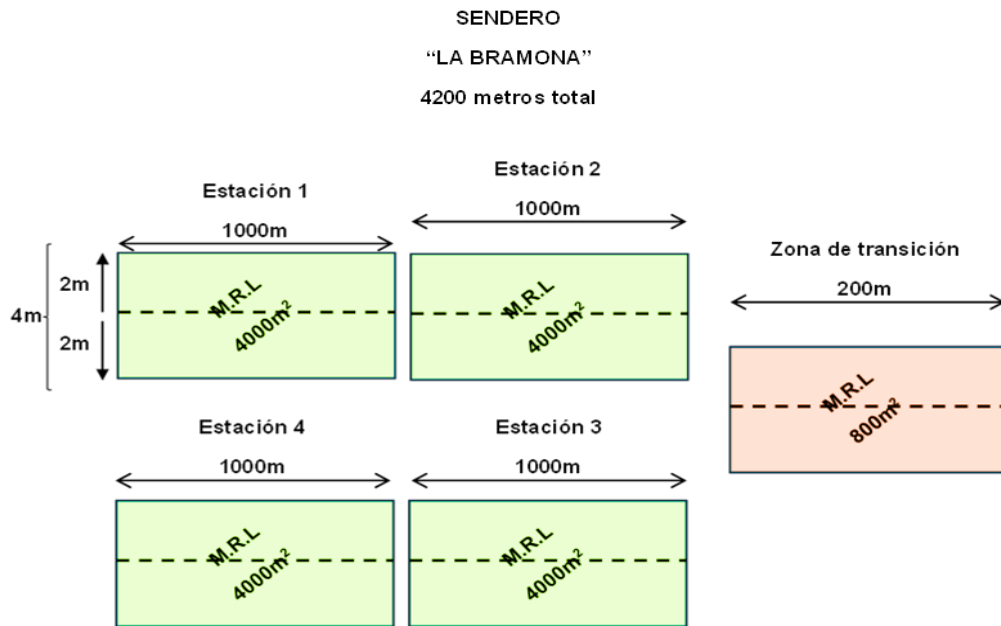 SENDERO
“LA BRAMONA”
4200 metros total
Estación 1
1000m
Estación 2
1000m
Zona de transición
200m
4m
2m
2m
M.R.L
4000m²
M.R.L
4000m²
M.R.L
800m²
Estación 4
1000m
Estación 3
1000m
M.R.L
4000m²
M.R.L
4000m²